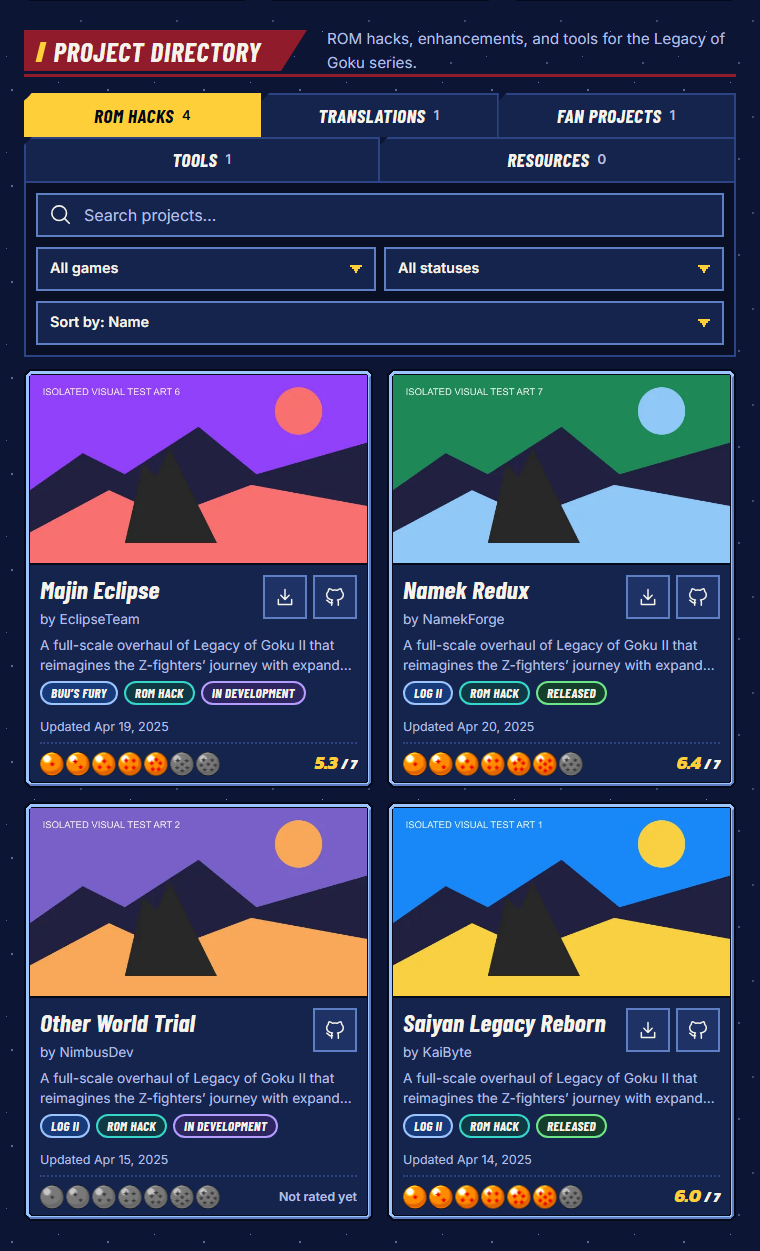 PROJECT DIRECTORY
ROM hacks, enhancements, and tools for the Legacy of
Goku series.
ROM HACKS 4
TRANSLATIONS 1
FAN PROJECTS 1
TOOLS 1
RESOURCES 0
Search projects...
All games
All statuses
Sort by: Name
ISOLATED VISUAL TEST ART 6
Majin Eclipse
by EclipseTeam
A full-scale overhaul of Legacy of Goku II that
reimagines the Z-fighters’ journey with expand...
BUU'S FURY
ROM HACK
IN DEVELOPMENT
Updated Apr 19, 2025
5.3 / 7
ISOLATED VISUAL TEST ART 7
Namek Redux
by NamekForge
A full-scale overhaul of Legacy of Goku II that
reimagines the Z-fighters’ journey with expand...
LOG II
ROM HACK
RELEASED
Updated Apr 20, 2025
6.4 / 7
ISOLATED VISUAL TEST ART 2
Other World Trial
by NimbusDev
A full-scale overhaul of Legacy of Goku II that
reimagines the Z-fighters’ journey with expand...
LOG II
ROM HACK
IN DEVELOPMENT
Updated Apr 15, 2025
Not rated yet
ISOLATED VISUAL TEST ART 1
Saiyan Legacy Reborn
by KaiByte
A full-scale overhaul of Legacy of Goku II that
reimagines the Z-fighters’ journey with expand...
LOG II
ROM HACK
RELEASED
Updated Apr 14, 2025
6.0 / 7